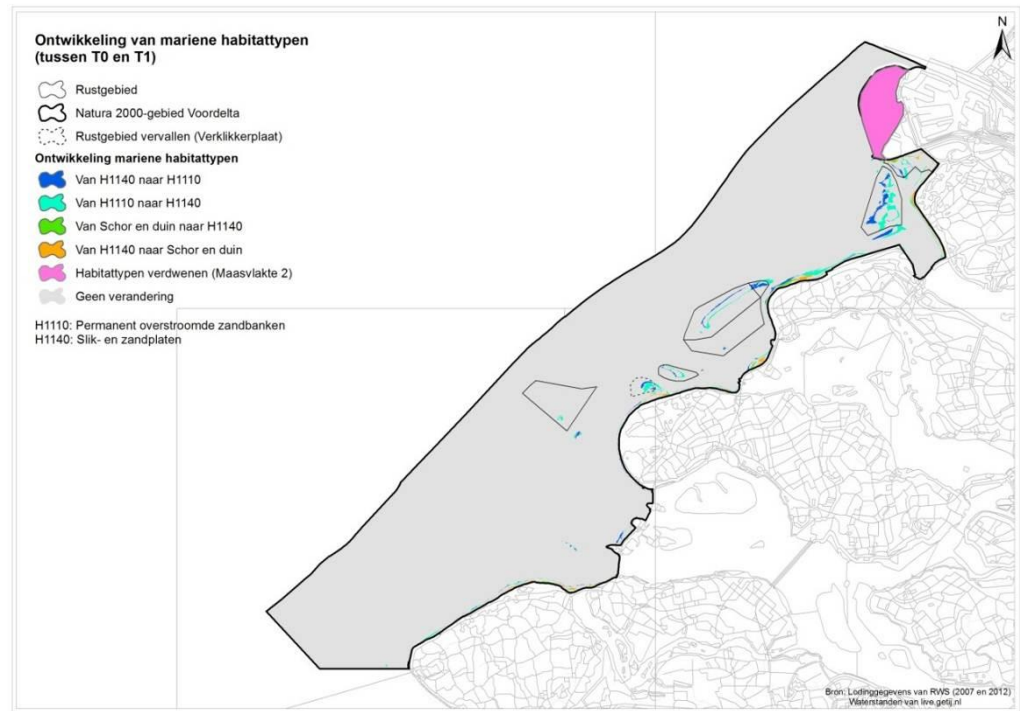 Ontwikkeling van mariene habitattypen
(tussen T0 en T1)
Rustgebied
Natura 2000-gebied Voordelta
Rustgebied vervallen (Verklikkerplaat)
Ontwikkeling mariene habitattypen
Van H1140 naar H1110
Van H1110 naar H1140
Van Schor en duin naar H1140
Van H1140 naar Schor en duin
Habitattypen verdwenen (Maasvlakte 2)
Geen verandering
H1110: Permanent overstroomde zandbanken
H1140: Slik- en zandplaten
N
Bron: Lodinggegevens van RWS (2007 en 2012)
Waterstanden van live.getij.nl